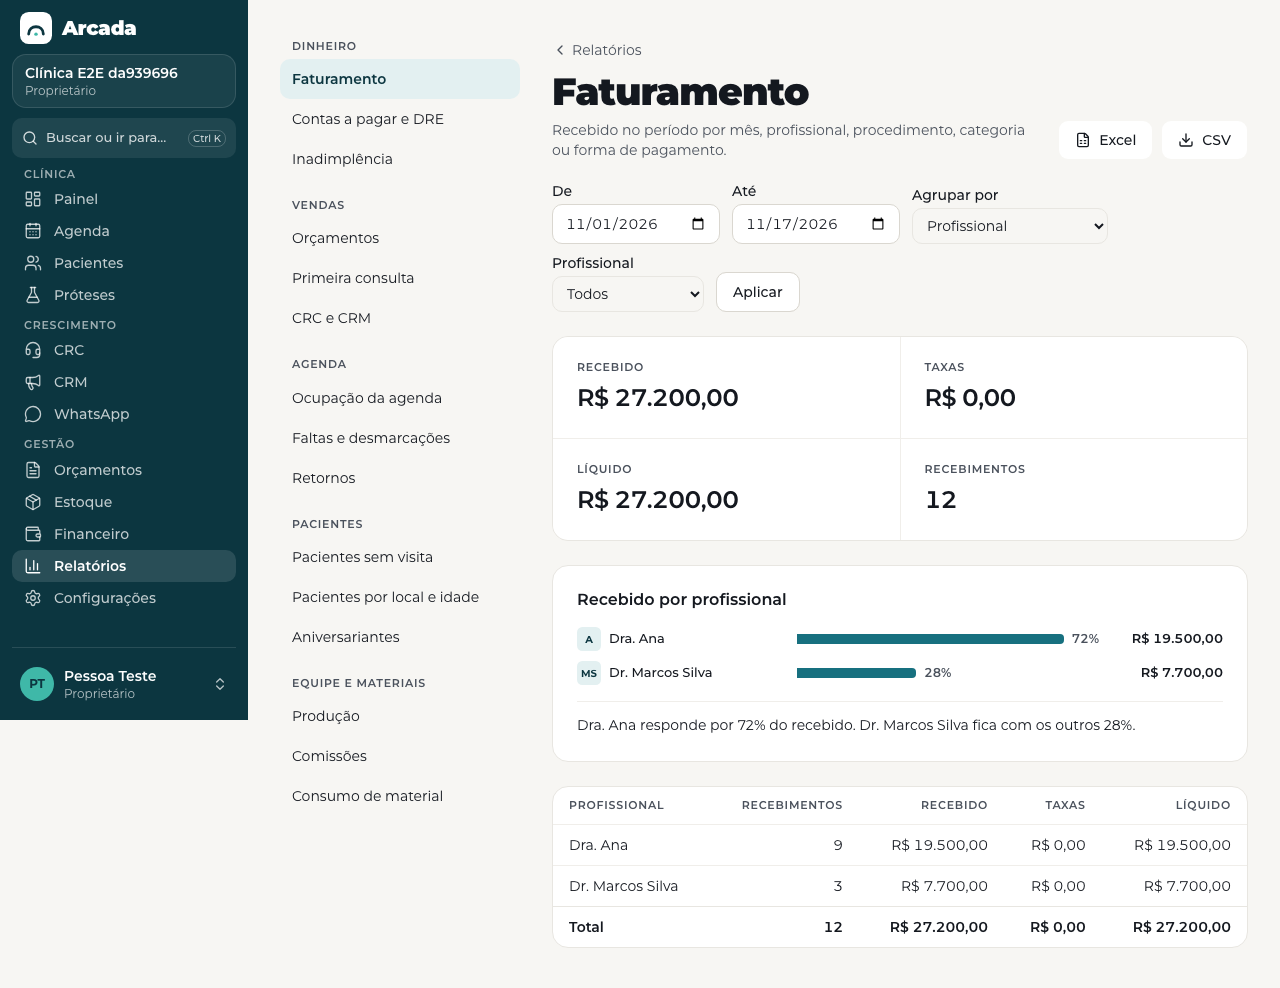 Arcada
Clínica E2E da939696
Proprietário
Buscar ou ir para... Ctrl K
CLÍNICA
Painel
Agenda
Pacientes
Próteses
CRESCIMENTO
CRC
CRM
WhatsApp
GESTÃO
Orçamentos
Estoque
Financeiro
Relatórios
Configurações
PT
Pessoa Teste
Proprietário
DINHEIRO
Faturamento
Contas a pagar e DRE
Inadimplência
VENDAS
Orçamentos
Primeira consulta
CRC e CRM
AGENDA
Ocupação da agenda
Faltas e desmarcações
Retornos
PACIENTES
Pacientes sem visita
Pacientes por local e idade
Aniversariantes
EQUIPE E MATERIAIS
Produção
Comissões
Consumo de material
Relatórios
Faturamento
Recebido no período por mês, profissional, procedimento, categoria
ou forma de pagamento.
Excel CSV
De Até Agrupar por
11/01/2026 11/17/2026 Profissional
Profissional
Todos Aplicar
RECEBIDO TAXAS
R$ 27.200,00 R$ 0,00
LÍQUIDO RECEBIMENTOS
R$ 27.200,00 12
Recebido por profissional
A Dra. Ana 72% R$ 19.500,00
MS Dr. Marcos Silva 28% R$ 7.700,00
Dra. Ana responde por 72% do recebido. Dr. Marcos Silva fica com os outros 28%.
PROFISSIONAL RECEBIMENTOS RECEBIDO TAXAS LÍQUIDO
Dra. Ana 9 R$ 19.500,00 R$ 0,00 R$ 19.500,00
Dr. Marcos Silva 3 R$ 7.700,00 R$ 0,00 R$ 7.700,00
Total 12 R$ 27.200,00 R$ 0,00 R$ 27.200,00